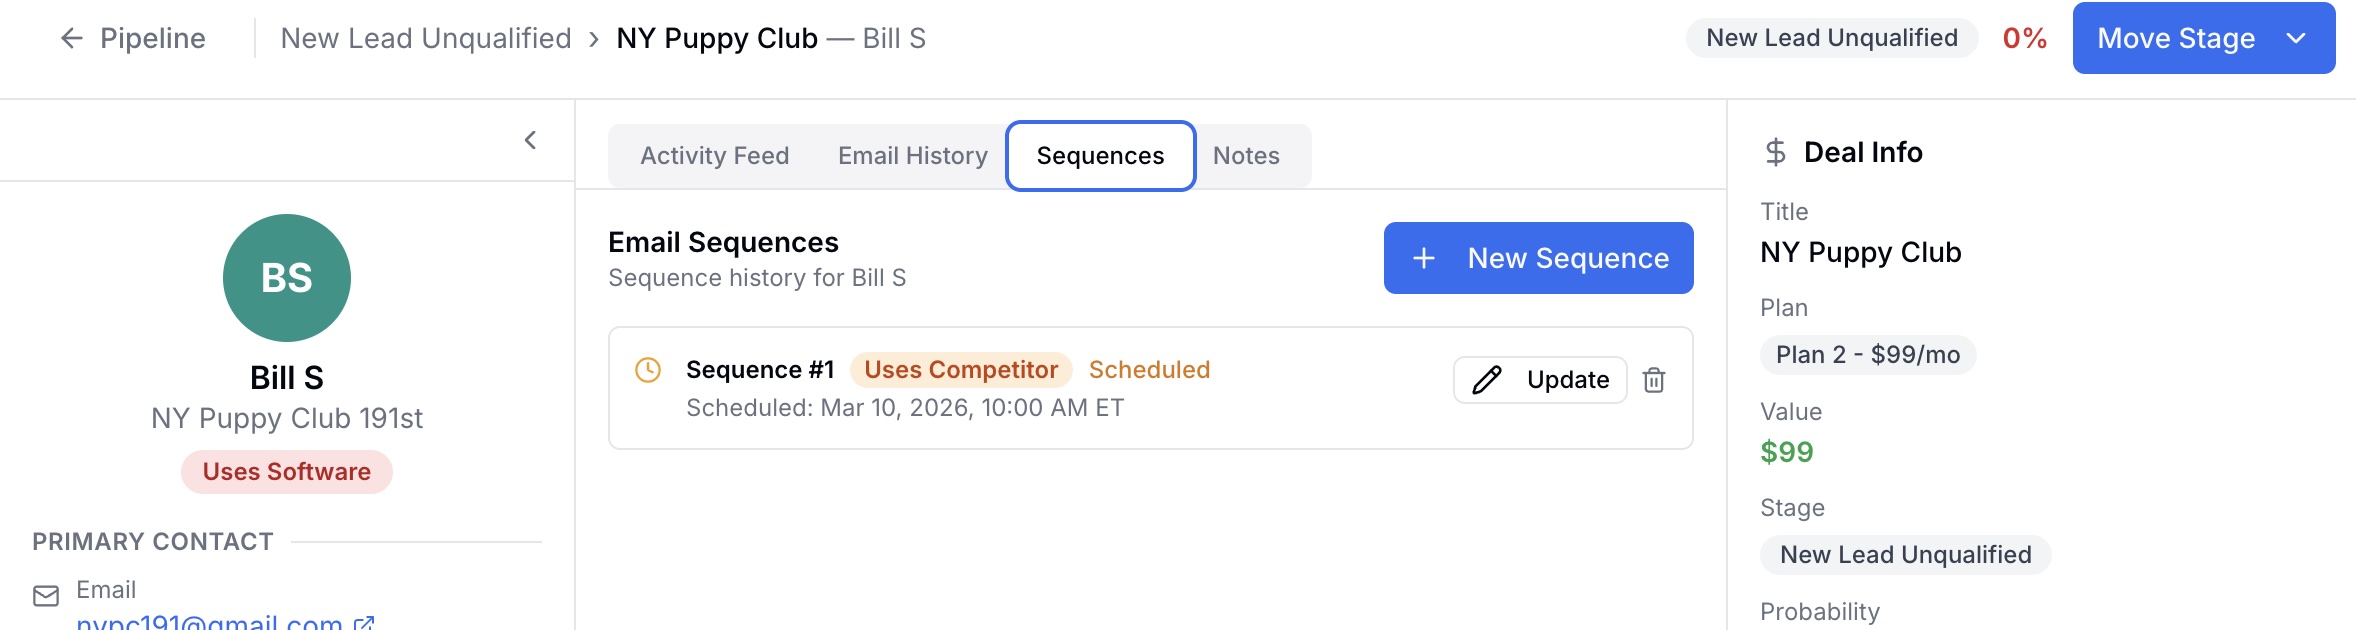 Pipeline
New Lead Unqualified › NY Puppy Club — Bill S
New Lead Unqualified
0%
Move Stage
BS
Bill S
NY Puppy Club 191st
Uses Software
PRIMARY CONTACT
Email
nypc191@gmail.com
Activity Feed
Email History
Sequences
Notes
Email Sequences
Sequence history for Bill S
New Sequence
Sequence #1 Uses Competitor Scheduled
Scheduled: Mar 10, 2026, 10:00 AM ET
Update
Deal Info
Title
NY Puppy Club
Plan
Plan 2 - $99/mo
Value
$99
Stage
New Lead Unqualified
Probability